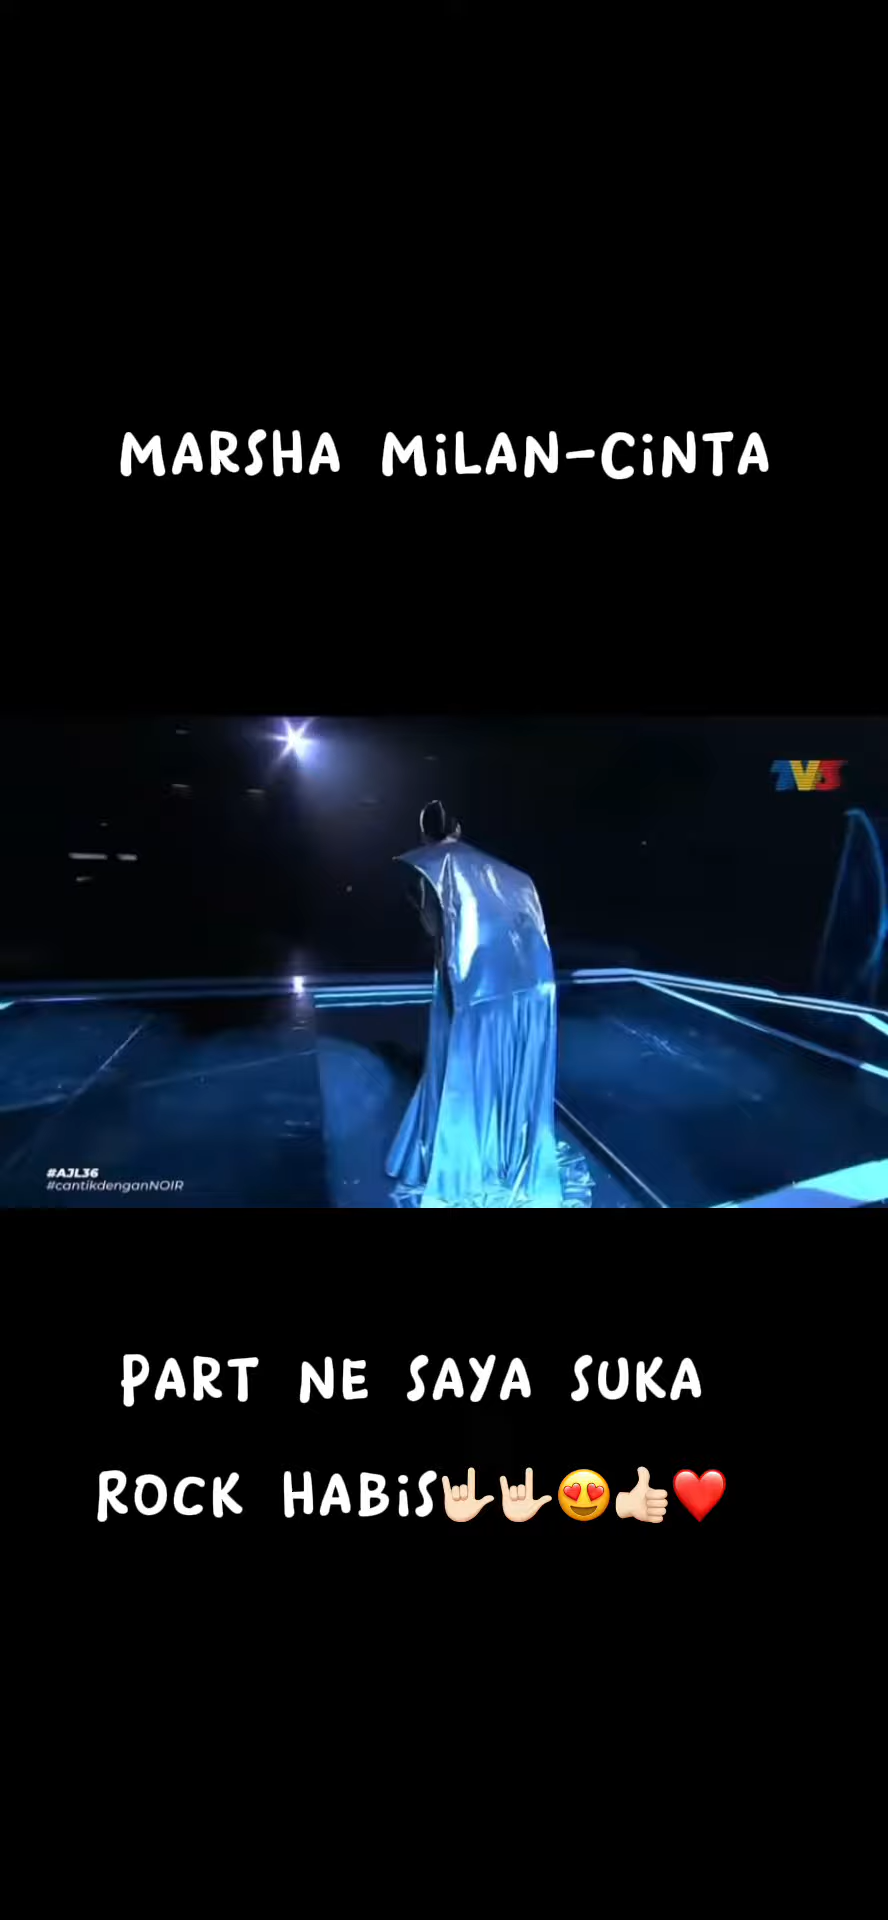 MARSHA MiLAN-CiNTA
TV3
#AJL36
#cantikdenganNOIR
PART NE SAYA SUKA
ROCK HABiS🤟🏻🤟🏻😍👍🏻❤️